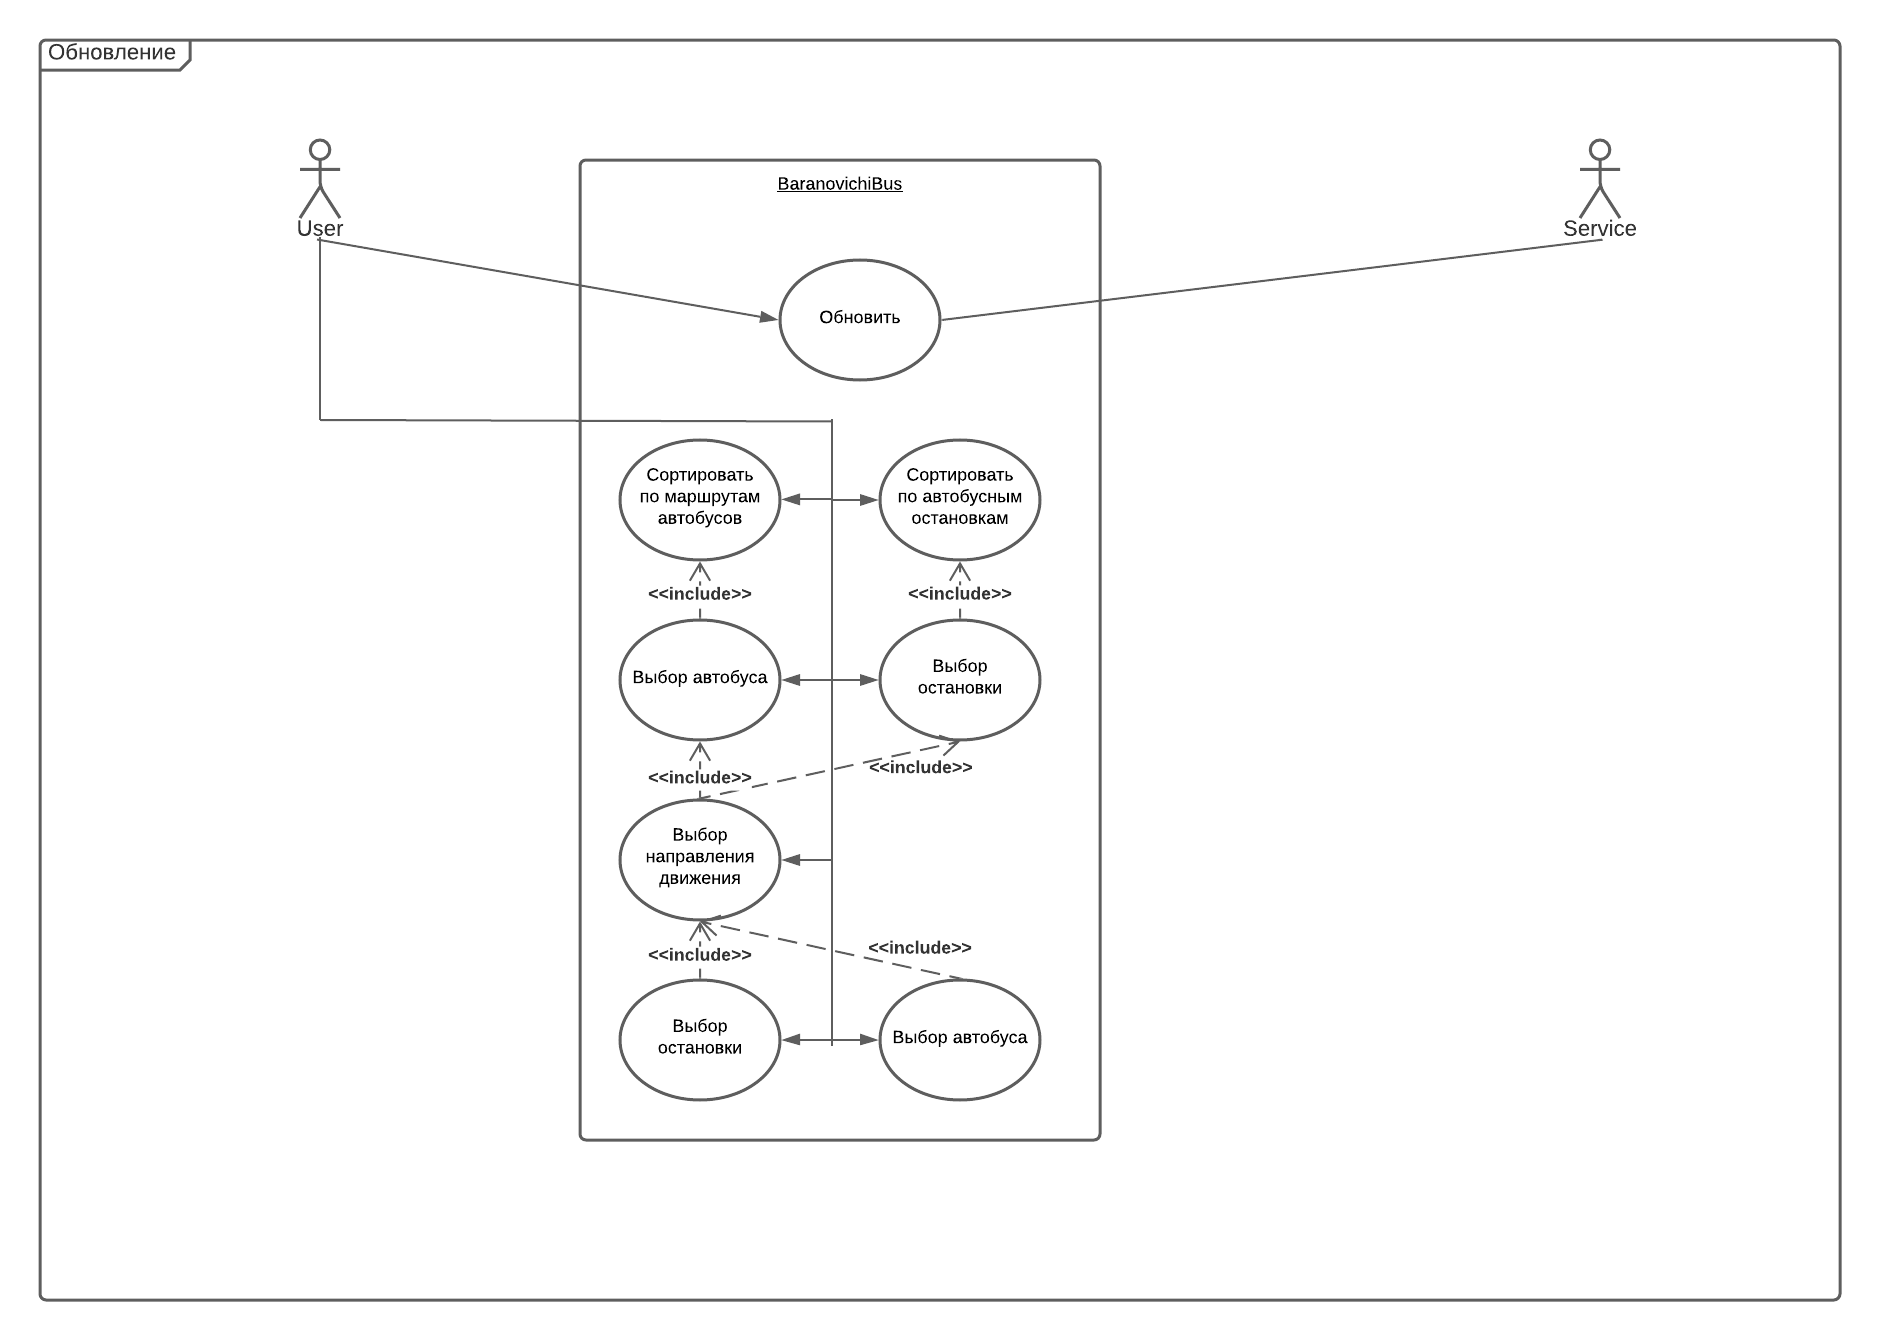 Обновление
User
Service
BaranovichiBus
Обновить
Сортировать
по маршрутам
автобусов
Сортировать
по автобусным
остановкам
<<include>>
<<include>>
Выбор автобуса
Выбор
остановки
<<include>>
<<include>>
Выбор
направления
движения
<<include>>
<<include>>
Выбор
остановки
Выбор автобуса